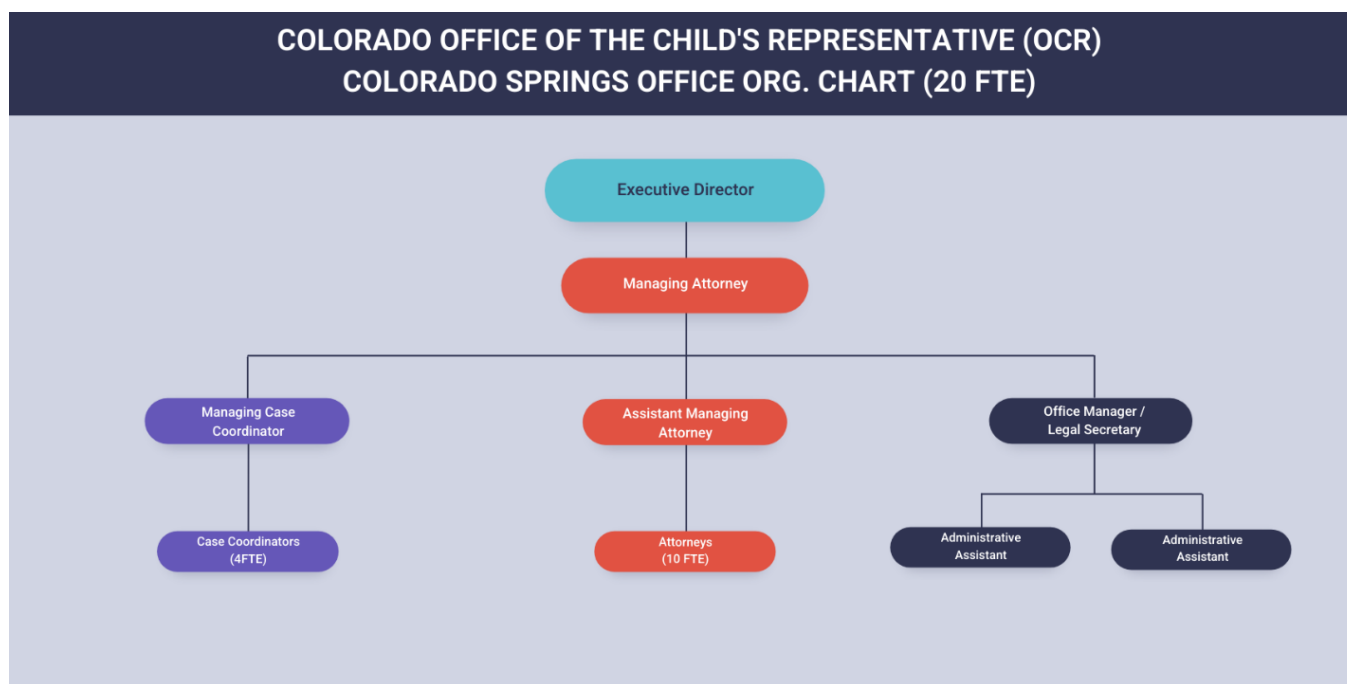 COLORADO OFFICE OF THE CHILD'S REPRESENTATIVE (OCR)
COLORADO SPRINGS OFFICE ORG. CHART (20 FTE)
Executive Director
Managing Attorney
Managing Case
Coordinator
Assistant Managing
Attorney
Office Manager /
Legal Secretary
Case Coordinators
(4FTE)
Attorneys
(10 FTE)
Administrative
Assistant
Administrative
Assistant